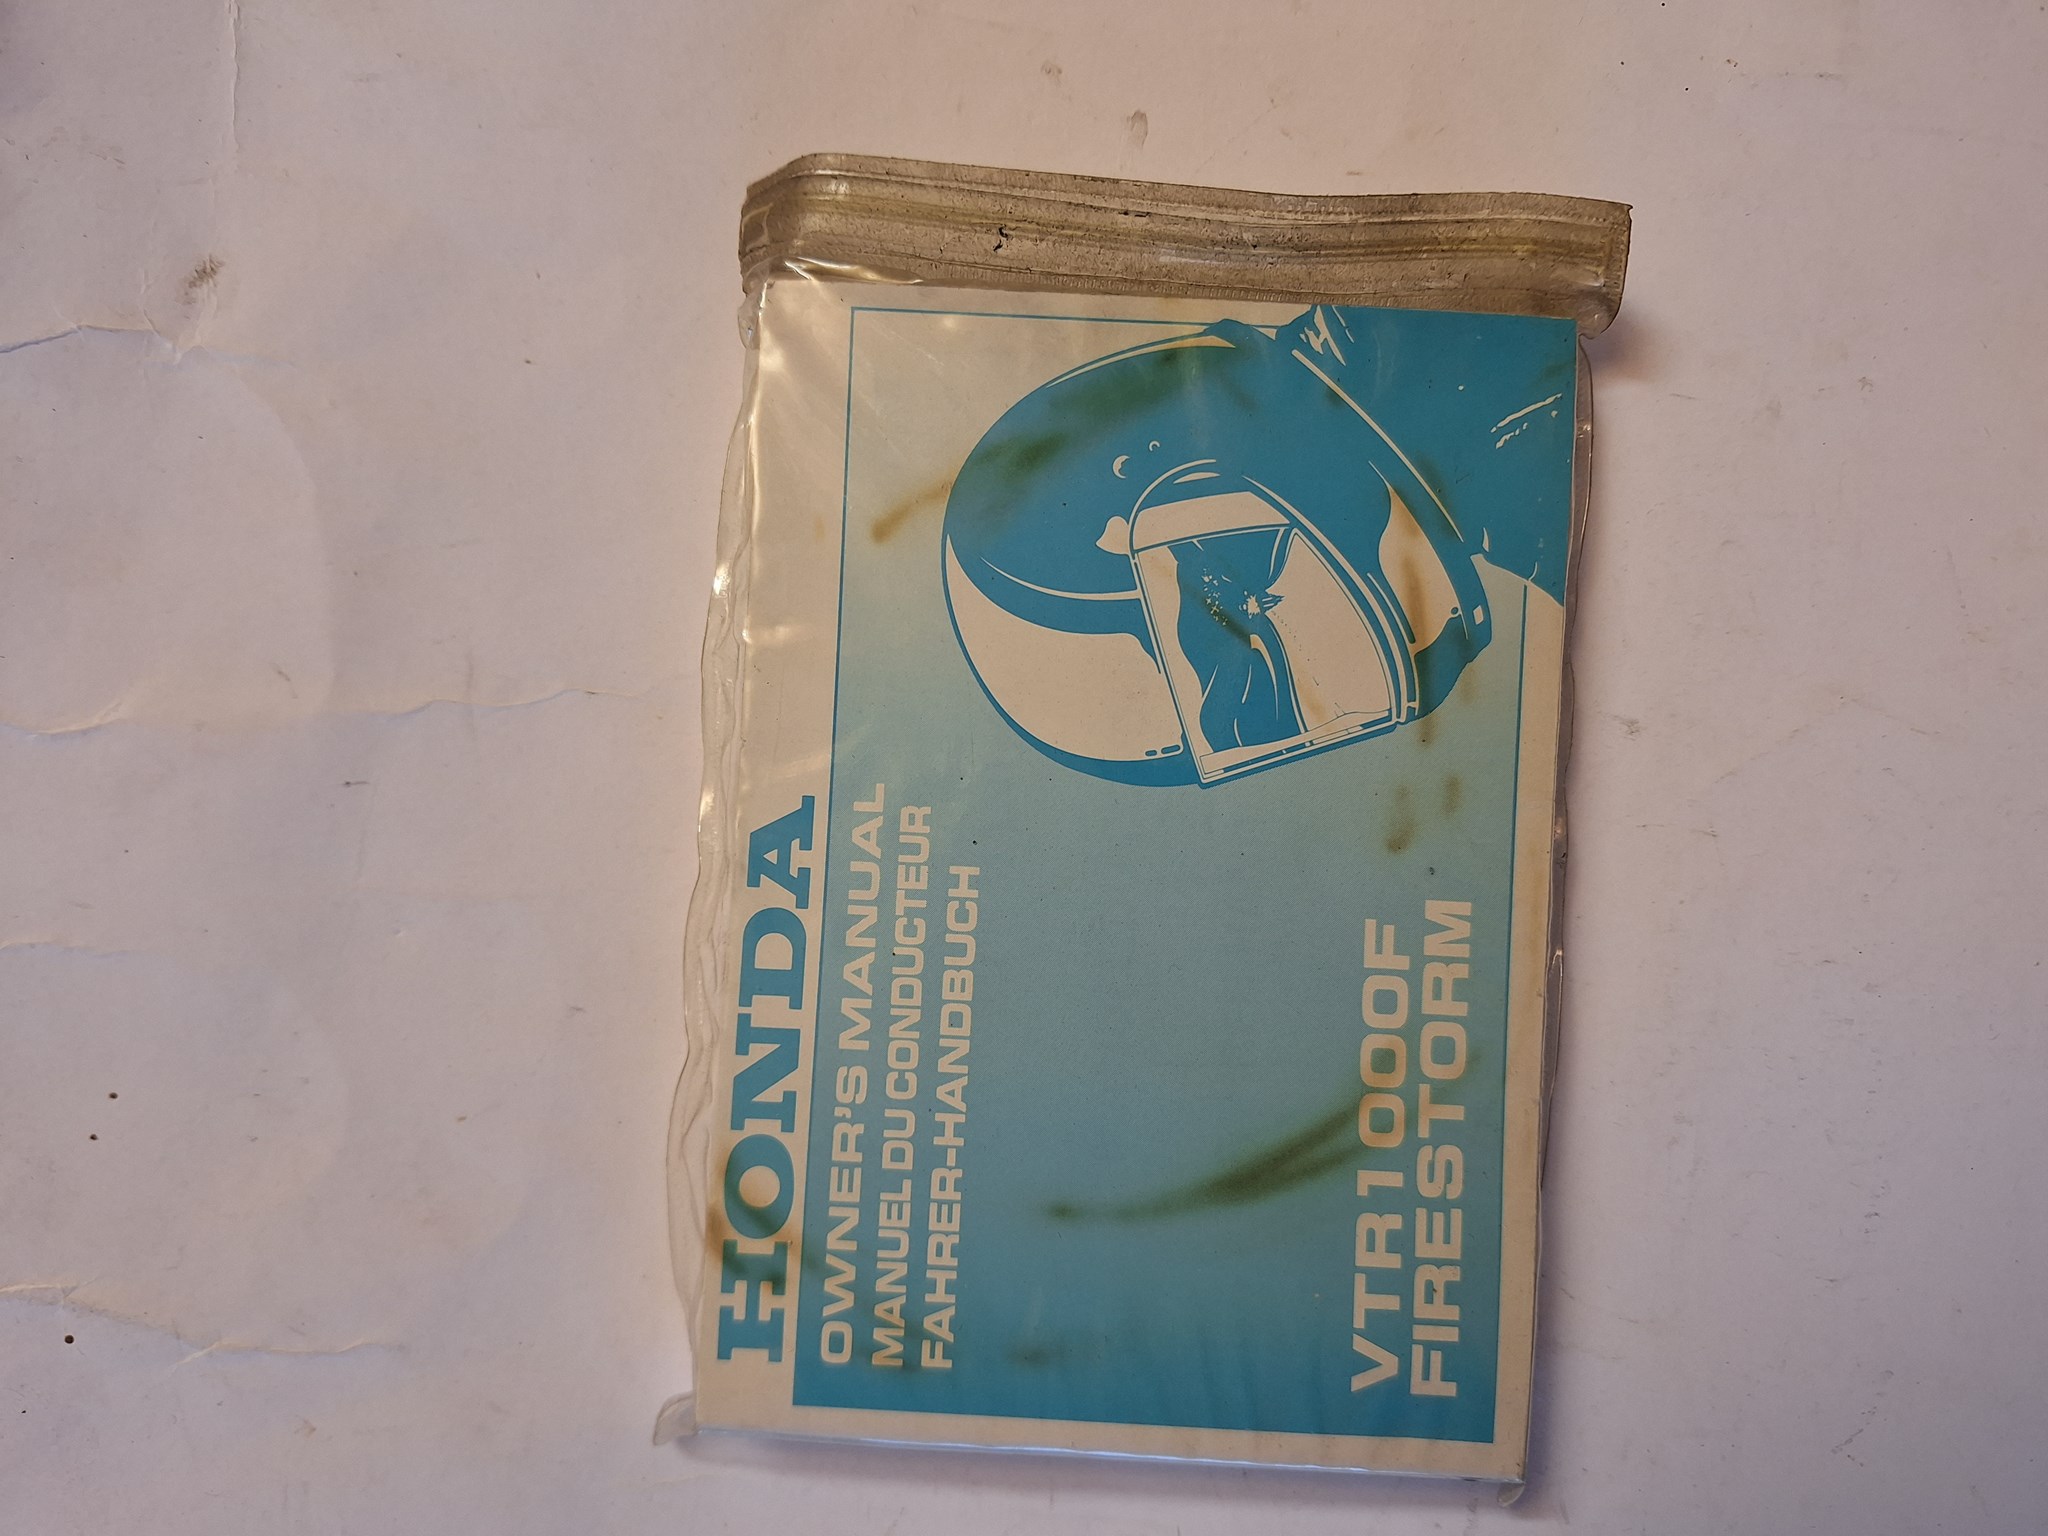 HONDA
OWNER'S MANUAL
MANUEL DU CONDUCTEUR
FAHRER-HANDBUCH
VTR1000F
FIRESTORM